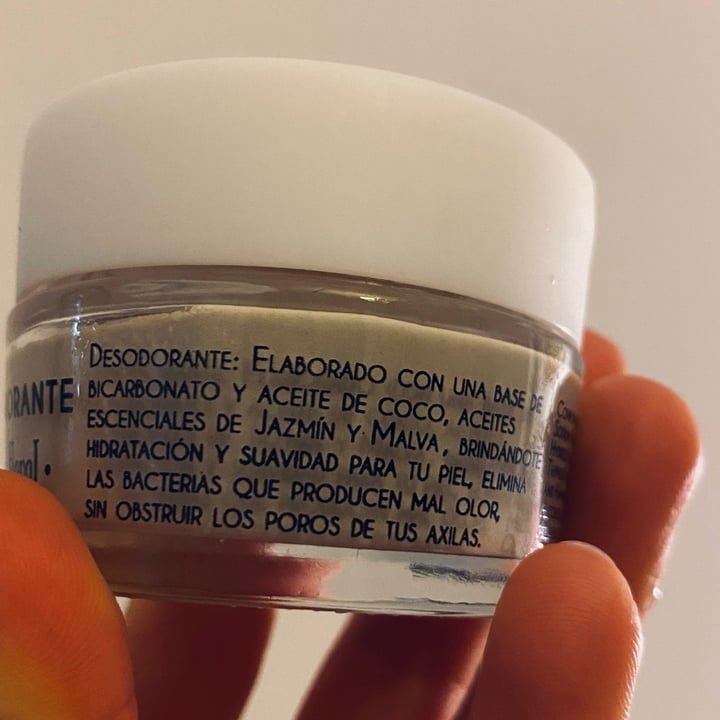 DESODORANTE: ELABORADO CON UNA BASE DE
BICARBONATO Y ACEITE DE COCO, ACEITES
ESCENCIALES DE JAZMÍN Y MALVA, BRINDÁNDOTE
HIDRATACIÓN Y SUAVIDAD PARA TU PIEL, ELIMINA
LAS BACTERIAS QUE PRODUCEN MAL OLOR,
SIN OBSTRUIR LOS POROS DE TUS AXILAS.
ORANTE